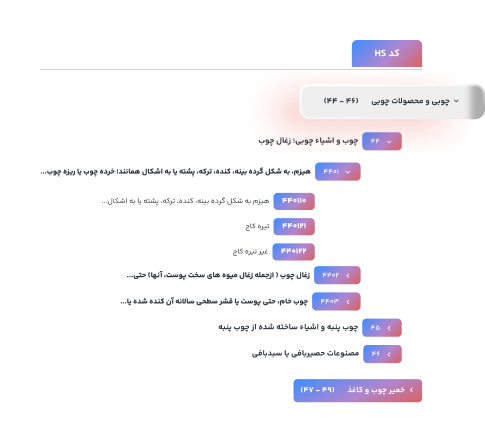 کد HS
چوبی و محصولات چوبی (۴۶ - ۴۴)
۴۴ چوب و اشیاء چوبی؛ زغال چوب
۴۴۰۱ هیزم، به شکل گرده بینه، کنده، ترکه، پشته یا به اشکال همانند؛ خرده چوب یا ریزه چوب...
۴۴۰۱۱۰ هیزم به شکل گرده بینه، کنده، ترکه، پشته یا به اشکال...
۴۴۰۱۲۱ تیره کاج
۴۴۰۱۲۲ غیر تیره کاج
۴۴۰۲ زغال چوب ( ازجمله زغال میوه های سخت پوست، آنها) حتی...
۴۴۰۳ چوب خام، حتی پوست یا قشر سطحی سالانه آن کنده شده یا...
۴۵ چوب پنبه و اشیاء ساخته شده از چوب پنبه
۴۶ مصنوعات حصیربافی یا سبدبافی
خمیر چوب و کاغذ (۴۹ - ۴۷)